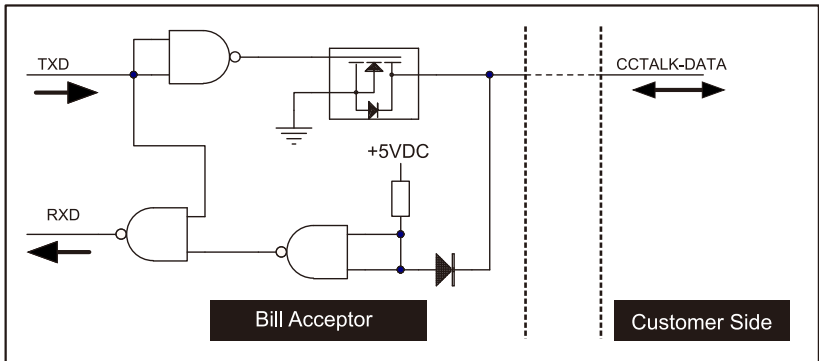 TXD
CCTALK-DATA
+5VDC
RXD
Bill Acceptor
Customer Side